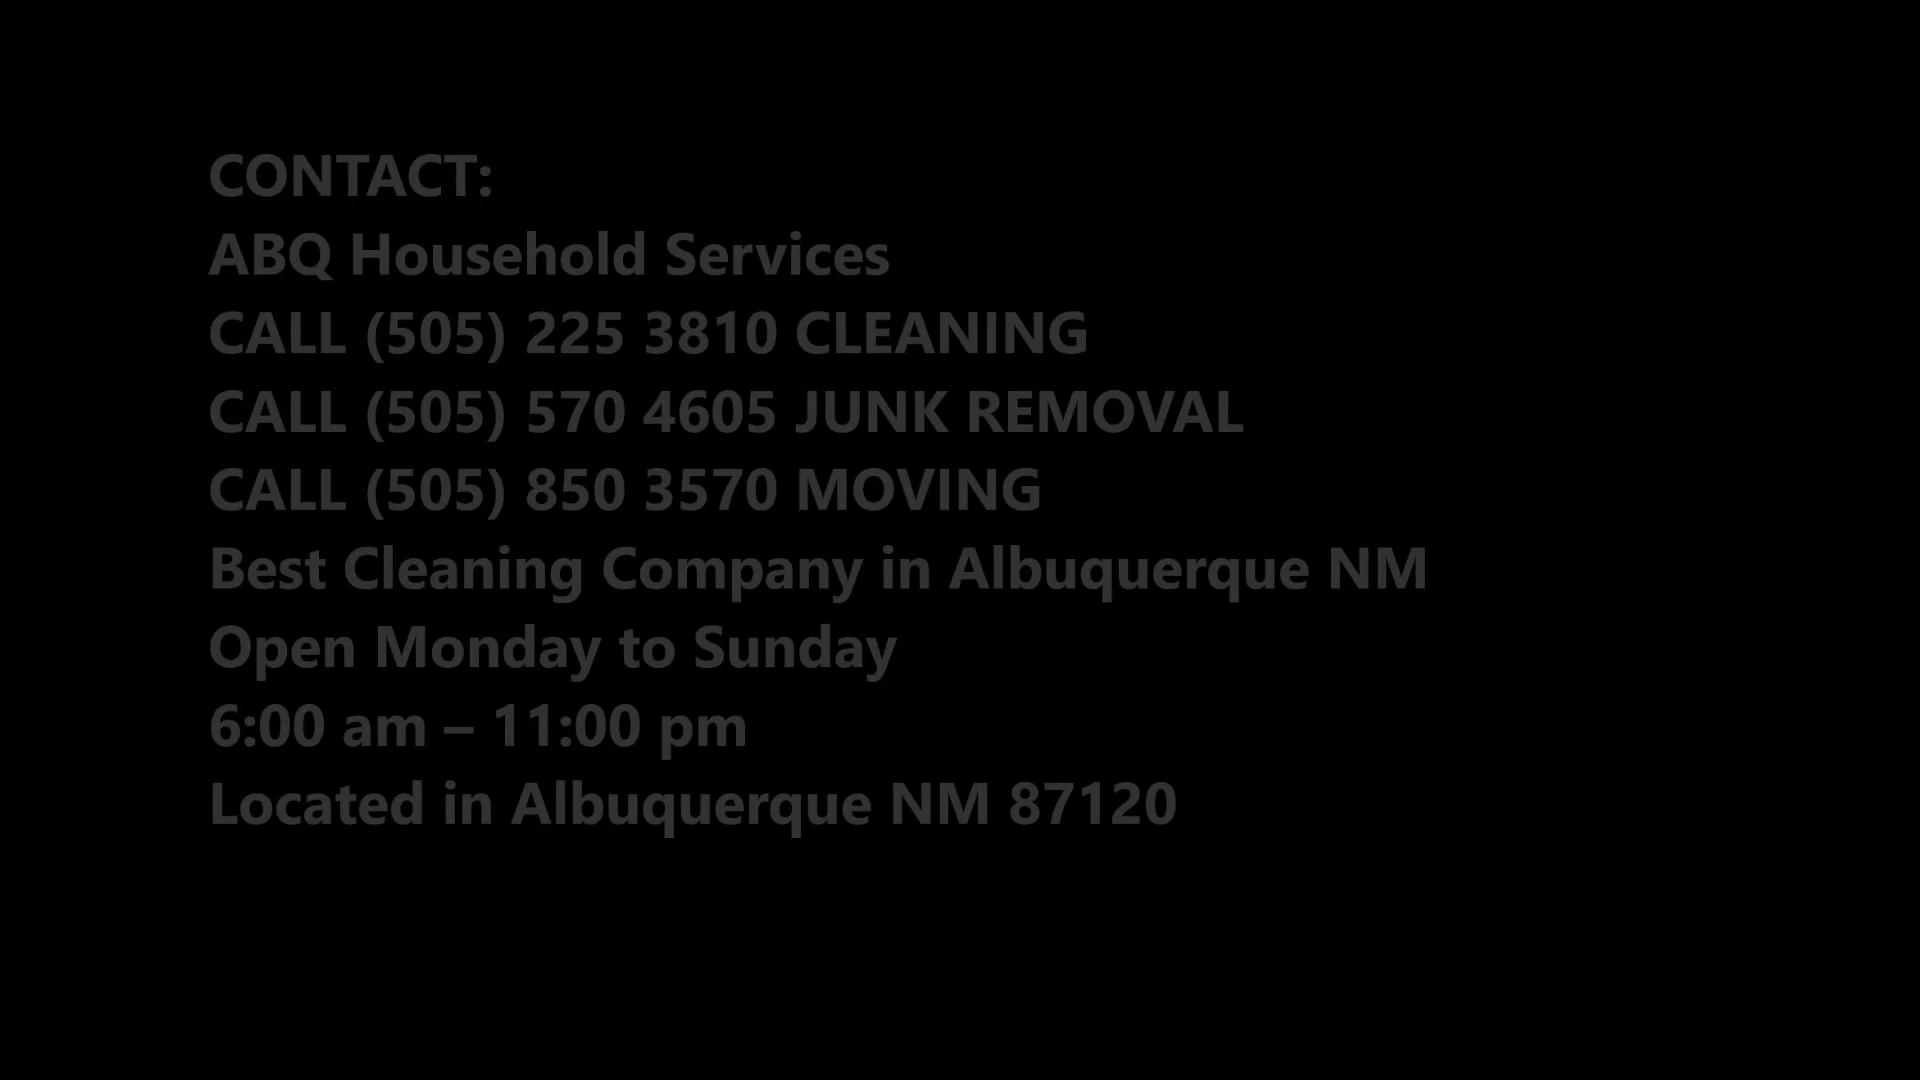 CONTACT:
ABQ Household Services
CALL (505) 225 3810 CLEANING
CALL (505) 570 4605 JUNK REMOVAL
CALL (505) 850 3570 MOVING
Best Cleaning Company in Albuquerque NM
Open Monday to Sunday
6:00 am – 11:00 pm
Located in Albuquerque NM 87120